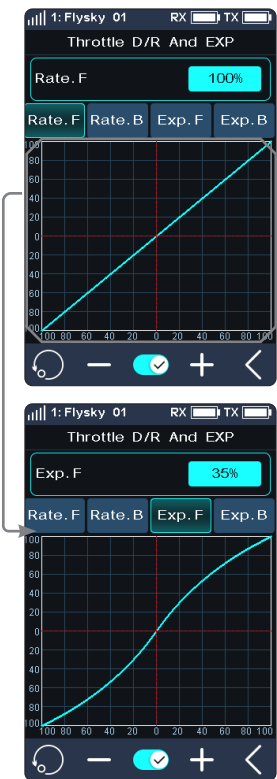 1: Flysky 01 RX TX
Throttle D/R And EXP
Rate.F 100%
Rate.F Rate.B Exp.F Exp.B
100
80
60
40
20
0
20
40
60
80
100
100 80 60 40 20 0 20 40 60 80 100
1: Flysky 01 RX TX
Throttle D/R And EXP
Exp.F 35%
Rate.F Rate.B Exp.F Exp.B
100
80
60
40
20
0
20
40
60
80
100
100 80 60 40 20 0 20 40 60 80 100